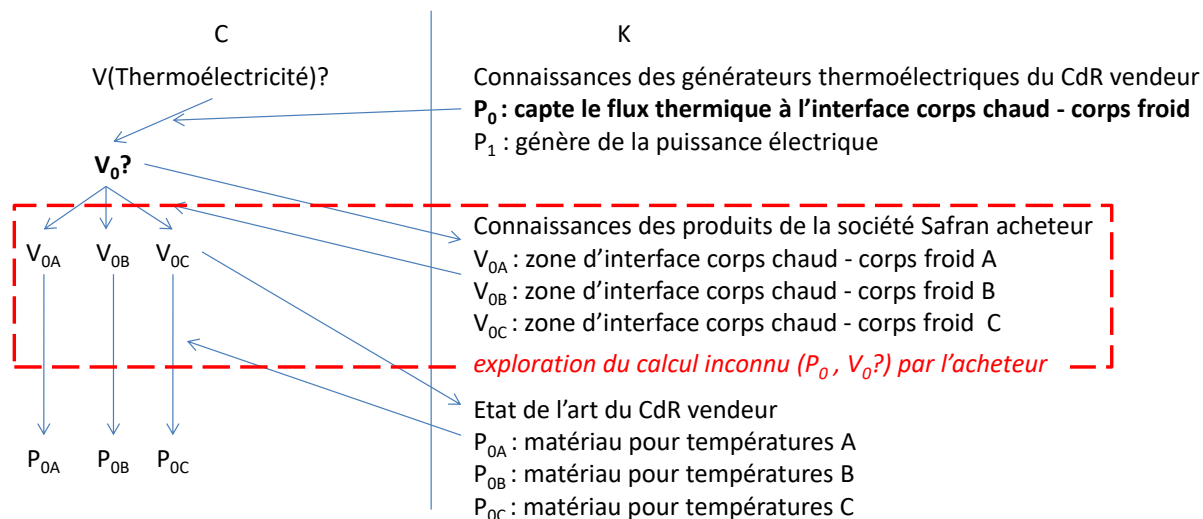 C
K
V(Thermoélectricité)?
Connaissances des générateurs thermoélectriques du CdR vendeur
P0 : capte le flux thermique à l'interface corps chaud - corps froid
P1 : génère de la puissance électrique
V0?
Connaissances des produits de la société Safran acheteur
V0A V0B V0C
V0A : zone d'interface corps chaud - corps froid A
V0B : zone d'interface corps chaud - corps froid B
V0C : zone d'interface corps chaud - corps froid C
exploration du calcul inconnu (P0 , V0?) par l'acheteur
Etat de l'art du CdR vendeur
P0A : matériau pour températures A
P0A P0B P0C
P0B : matériau pour températures B
P0C : matériau pour températures C